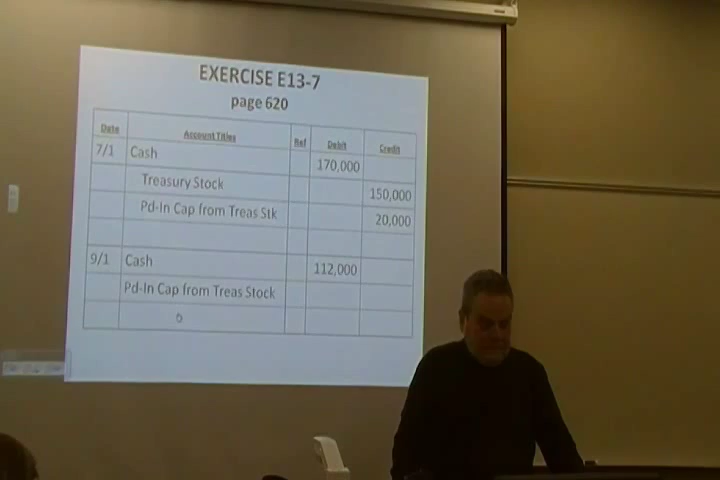 EXERCISE E13-7
page 620
Date Account Titles Ref Debit Credit
7/1 Cash 170,000
Treasury Stock 150,000
Pd-In Cap from Treas Stk 20,000
9/1 Cash 112,000
Pd-In Cap from Treas Stock